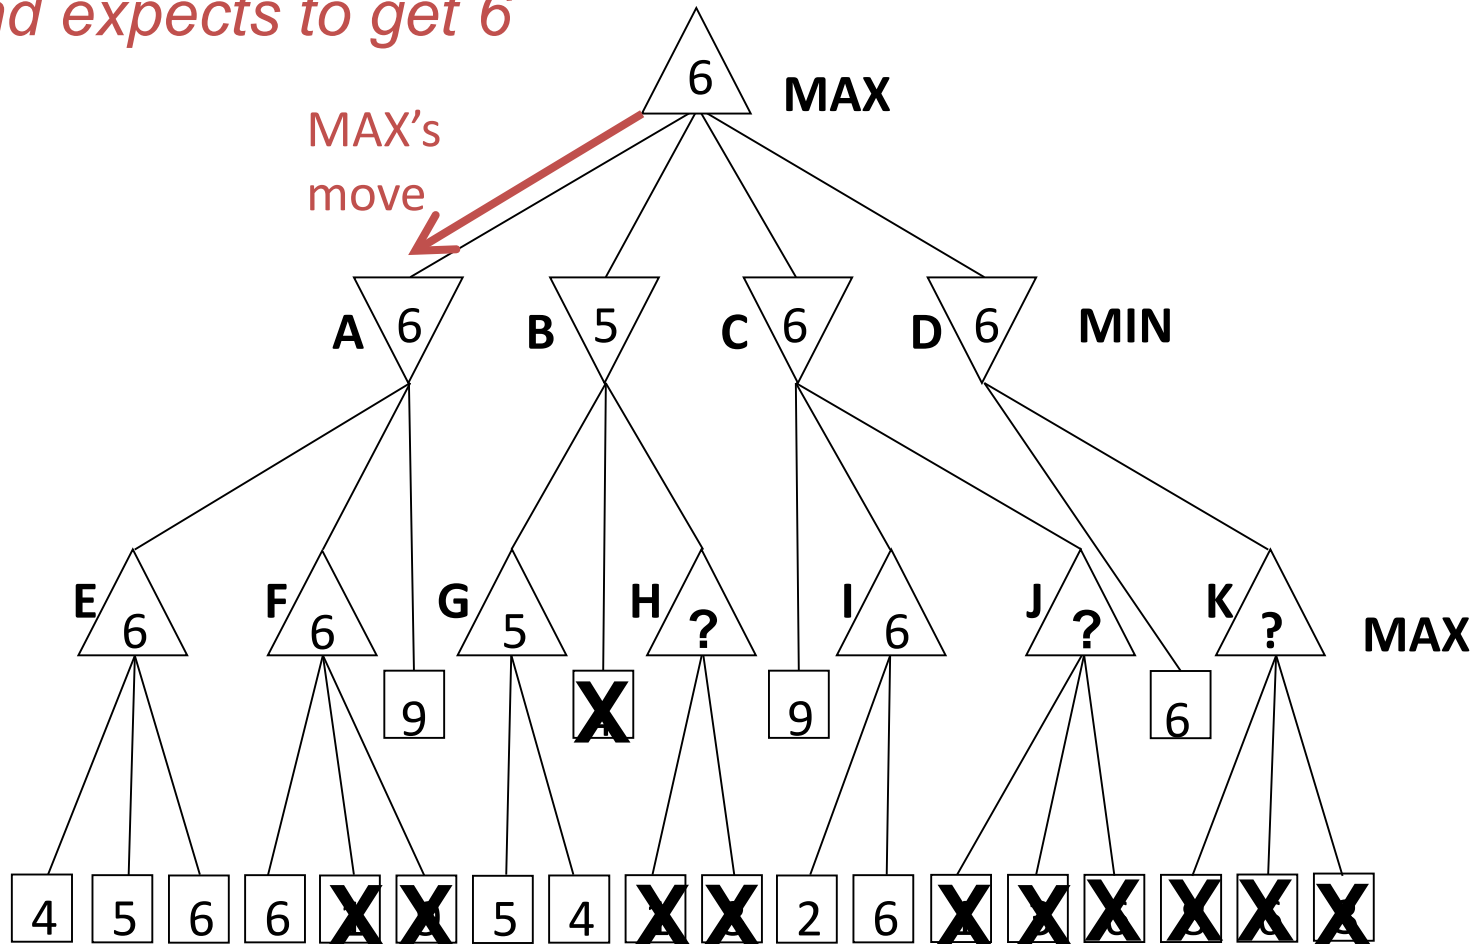 nd expects to get 6
6 MAX
MAX's
move
A 6 B 5 C 6 D 6 MIN
E 6 F 6 G 5 H ? I 6 J ? K ? MAX
9 X 9 6
4 5 6 6 X X 5 4 X X 2 6 X X X X X X